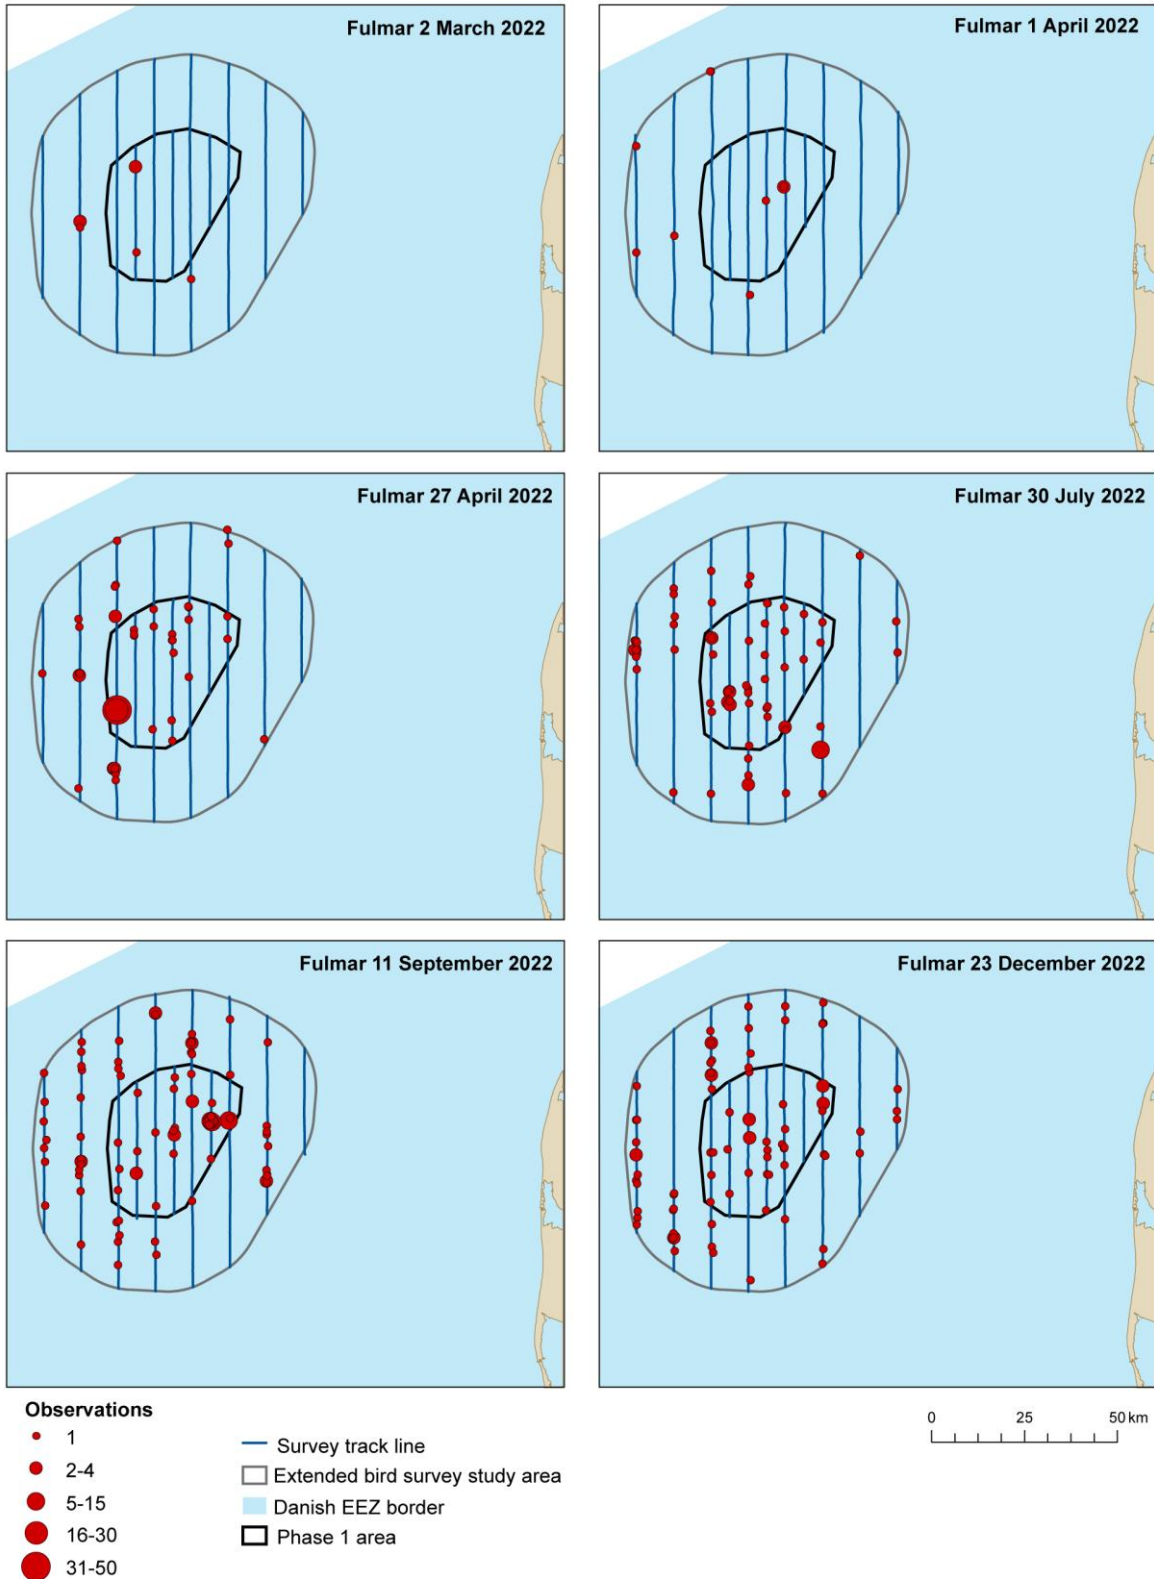 Fulmar 2 March 2022
Fulmar 1 April 2022
Fulmar 27 April 2022
Fulmar 30 July 2022
Fulmar 11 September 2022
Fulmar 23 December 2022
Observations
1
2-4
5-15
16-30
31-50
Survey track line
Extended bird survey study area
Danish EEZ border
Phase 1 area
0 25 50 km